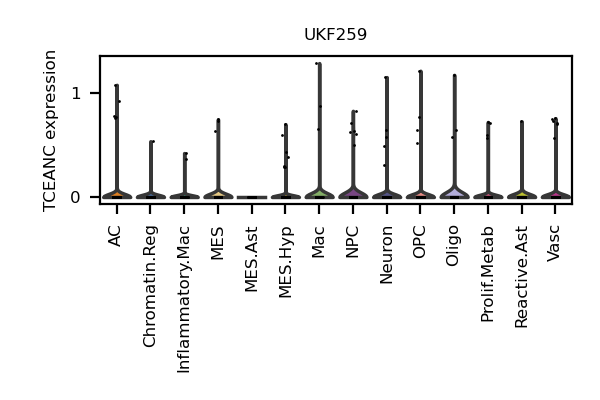 UKF259
TCEANC expression
1
0
AC
Chromatin.Reg
Inflammatory.Mac
MES
MES.Ast
MES.Hyp
Mac
NPC
Neuron
OPC
Oligo
Prolif.Metab
Reactive.Ast
Vasc